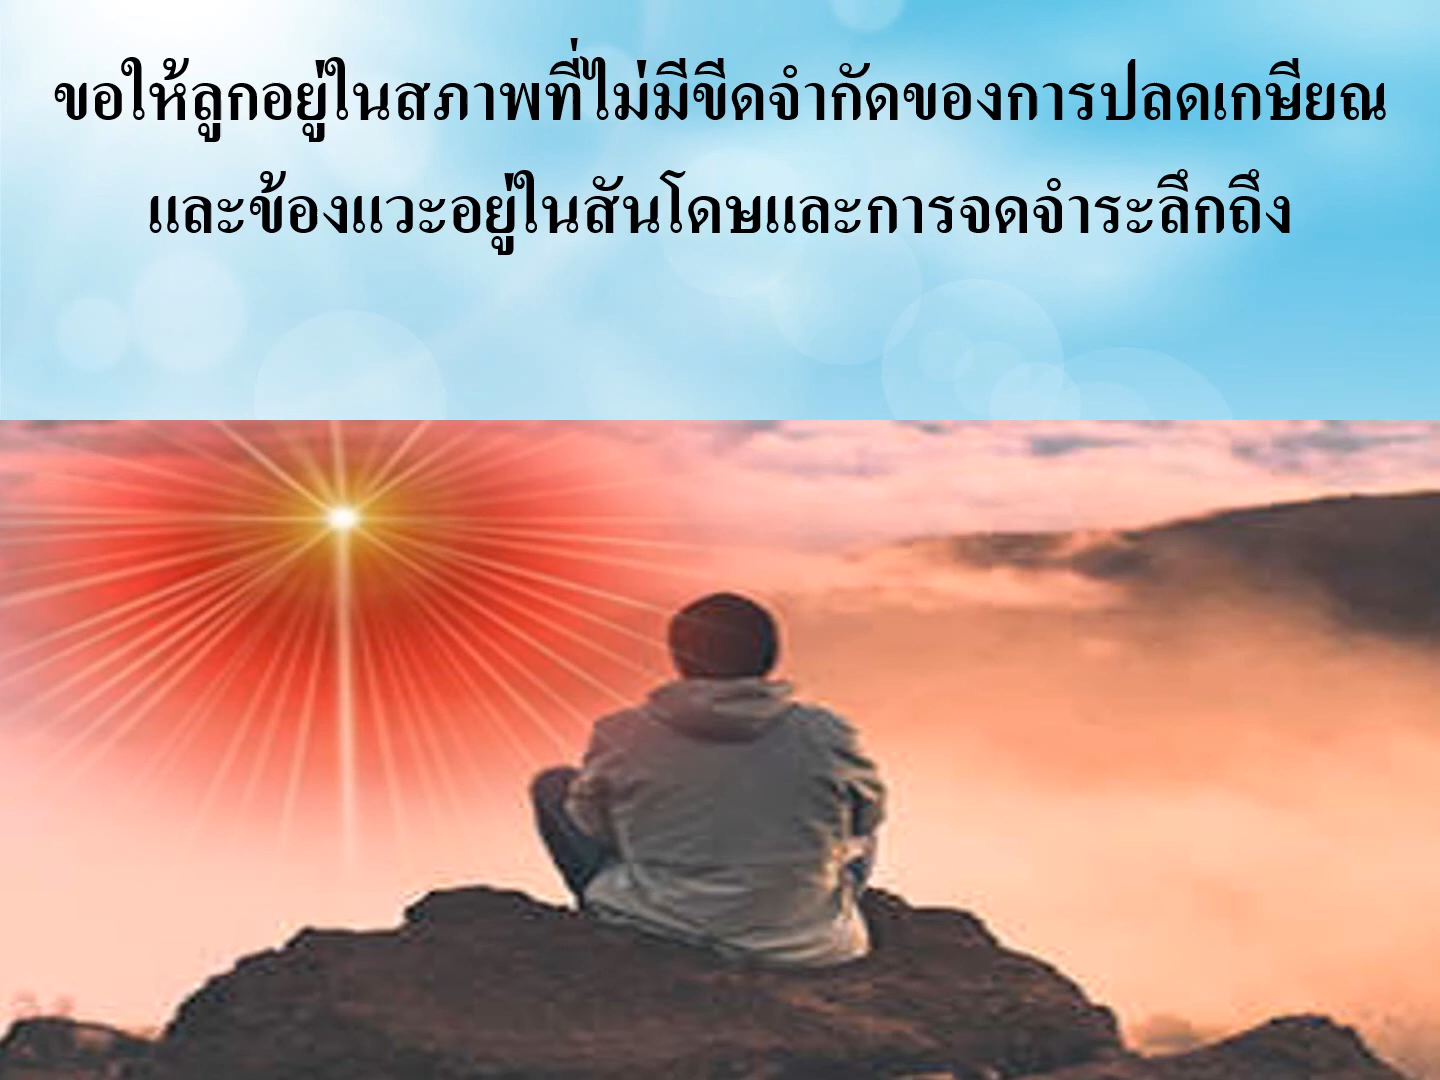 ขอให้ลูกอยู่ในสภาพที่ไม่มีขีดจำกัดของการปลดเกษียณ
และข้องแวะอยู่ในสันโดษและการจดจำระลึกถึง